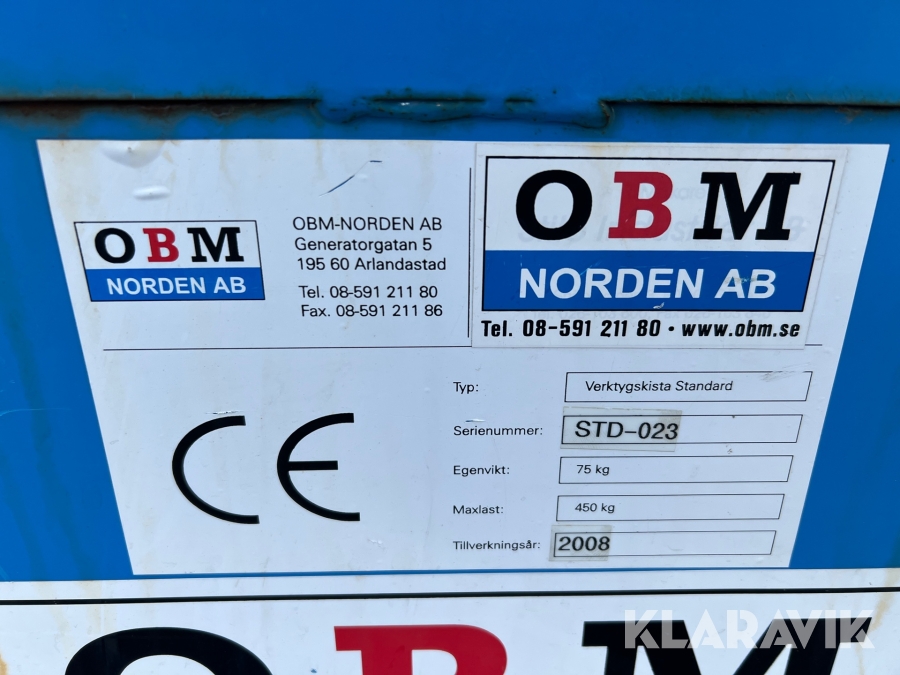 OBM
NORDEN AB
OBM-NORDEN AB
Generatorgatan 5
195 60 Arlandastad
Tel. 08-591 211 80
Fax. 08-591 211 86
OBM
NORDEN AB
Tel. 08-591 211 80 • www.obm.se
CE
Typ: Verktygskista Standard
Serienummer: STD-023
Egenvikt: 75 kg
Maxlast: 450 kg
Tillverkningsår: 2008
OBM
KLARAVIK